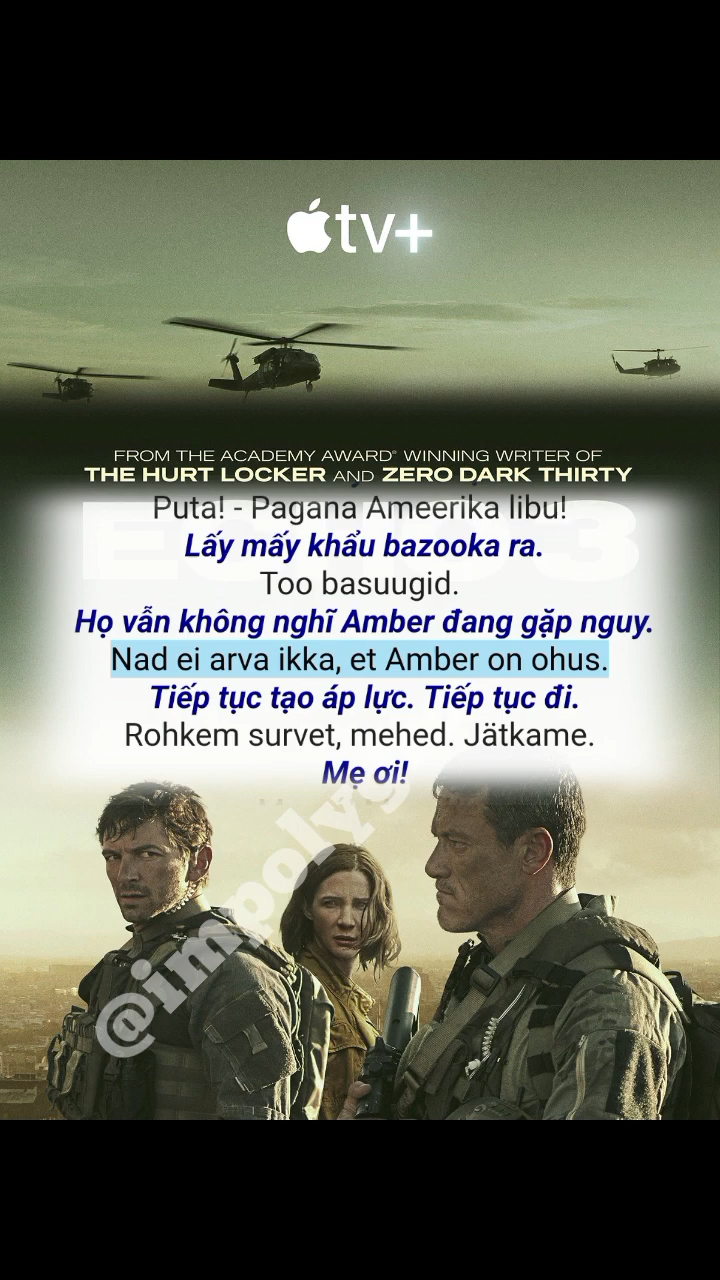 tv+
FROM THE ACADEMY AWARD® WINNING WRITER OF
THE HURT LOCKER AND ZERO DARK THIRTY
Puta! - Pagana Ameerika libu!
Lấy mấy khẩu bazooka ra.
Too basuugid.
Họ vẫn không nghĩ Amber đang gặp nguy.
Nad ei arva ikka, et Amber on ohus.
Tiếp tục tạo áp lực. Tiếp tục đi.
Rohkem survet, mehed. Jätkame.
Mẹ ơi!